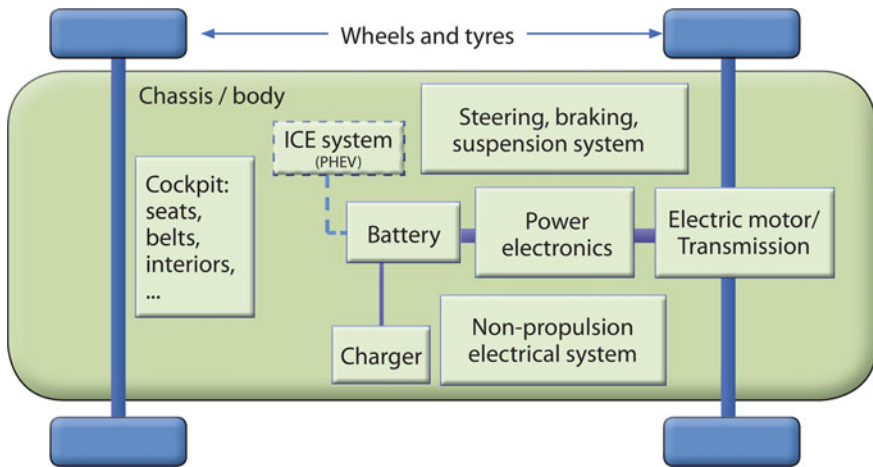 Wheels and tyres
Chassis / body
Steering, braking,
suspension system
ICE system
(PHEV)
Cockpit:
seats,
belts,
interiors,
...
Battery
Power
electronics
Electric motor/
Transmission
Charger
Non-propulsion
electrical system